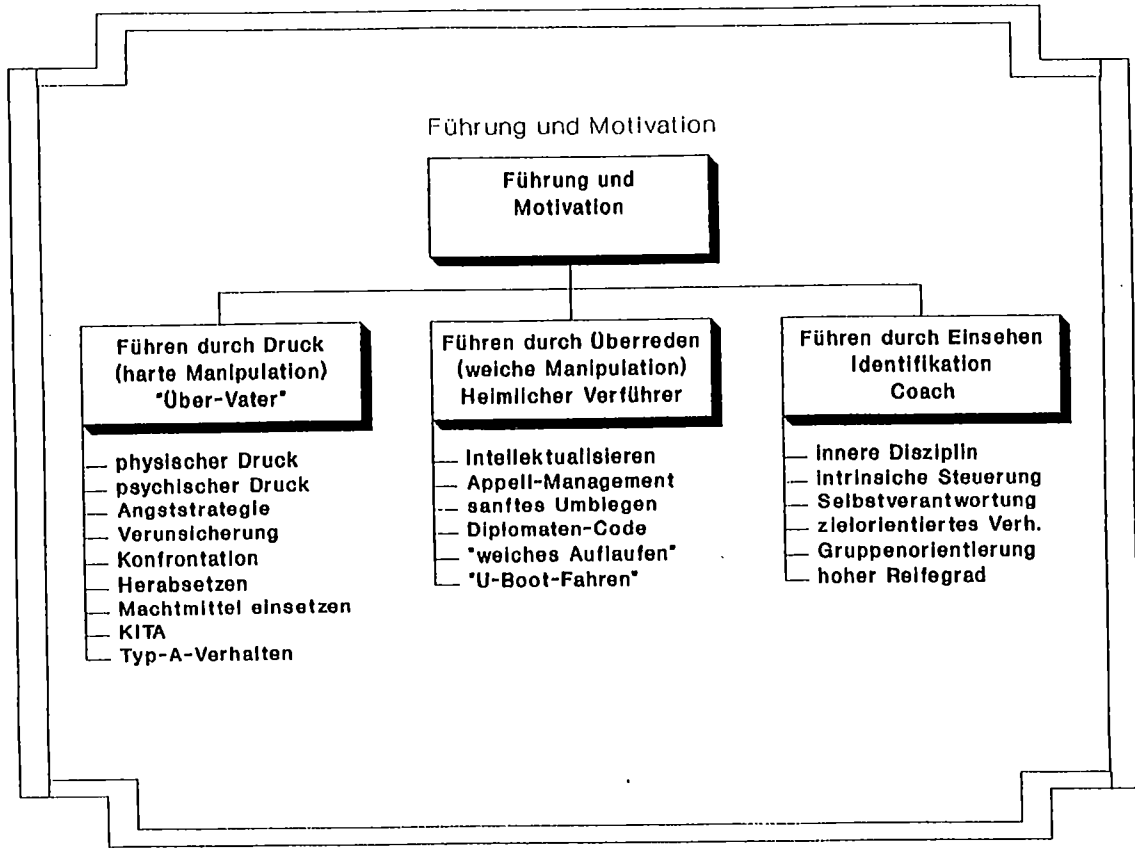 Führung und Motivation
Führung und
Motivation
Führen durch Druck
(harte Manipulation)
"Über-Vater"
physischer Druck
psychischer Druck
Angststrategie
Verunsicherung
Konfrontation
Herabsetzen
Machtmittel einsetzen
KITA
Typ-A-Verhalten
Führen durch Überreden
(weiche Manipulation)
Heimlicher Verführer
Intellektualisieren
Appell-Management
sanftes Umbiegen
Diplomaten-Code
"weiches Auflaufen"
"U-Boot-Fahren"
Führen durch Einsehen
Identifikation
Coach
innere Disziplin
intrinsiche Steuerung
Selbstverantwortung
zielorientiertes Verh.
Gruppenorientierung
hoher Reifegrad